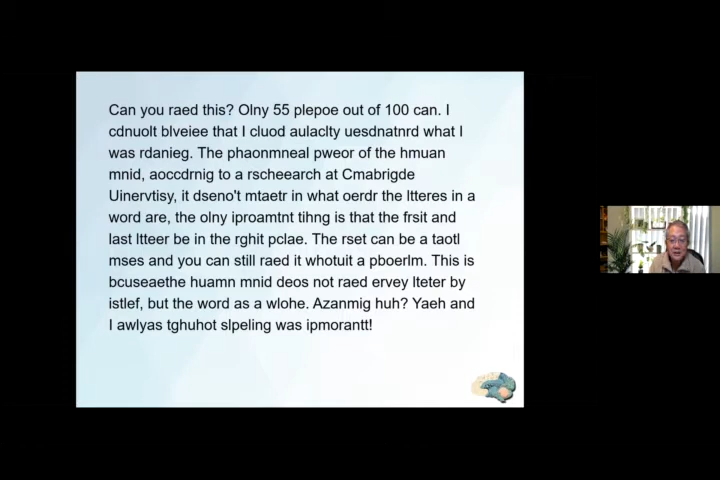 Can you raed this? Olny 55 plepoe out of 100 can. I
cdnuolt blveiee that I cluod aulaclty uesdnatnrd what I
was rdanieg. The phaonmneal pweor of the hmuan
mnid, aoccdrnig to a rscheearch at Cmabrigde
Uinervtisy, it dseno't mtaetr in what oerdr the ltteres in a
word are, the olny iproamtnt tihng is that the frsit and
last ltteer be in the rghit pclae. The rset can be a taotl
mses and you can still raed it whotuit a pboerlm. This is
bcuseaethe huamn mnid deos not raed ervey lteter by
istlef, but the word as a wlohe. Azanmig huh? Yaeh and
I awlyas tghuhot slpeling was ipmorantt!